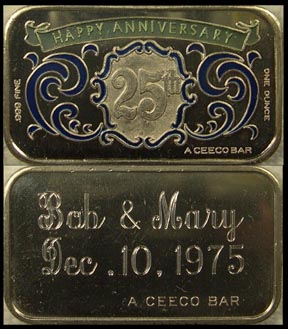 HAPPY ANNIVERSARY
25th
.999 FINE
ONE OUNCE
A CEECO BAR
Bob & Mary
Dec .10, 1975
A CEECO BAR